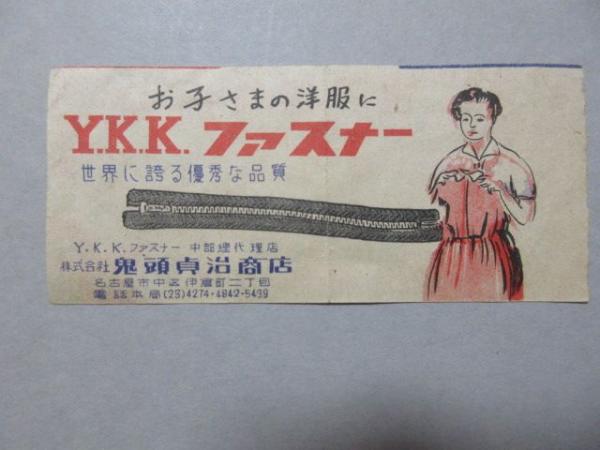 お子さまの洋服に
Y.K.K. ファスナー
世界に誇る優秀な品質
Y.K.K.ファスナー 中部総代理店
株式会社 鬼頭貞治商店
名古屋市中区伊勢町二丁目
電話本局(23)4274・4842・5439